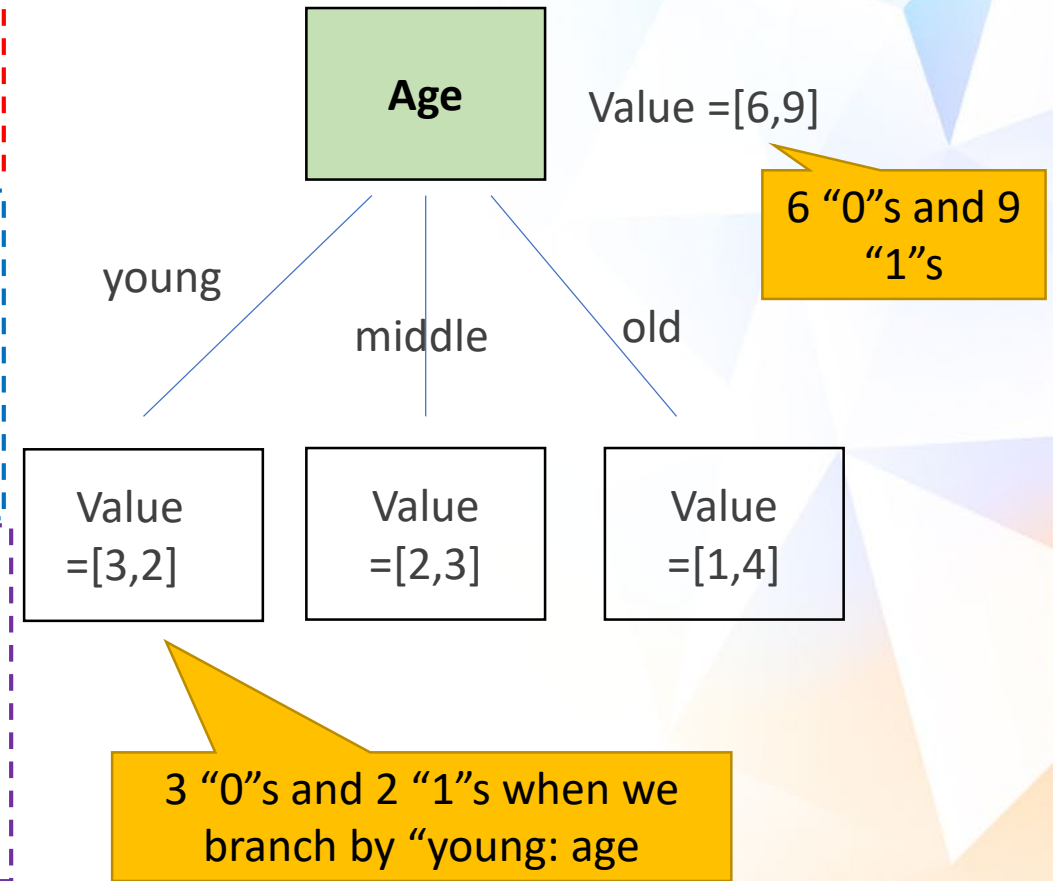 Age
Value =[6,9]
6 “0”s and 9
“1”s
young
middle
old
Value
=[3,2]
Value
=[2,3]
Value
=[1,4]
3 “0”s and 2 “1”s when we
branch by “young: age